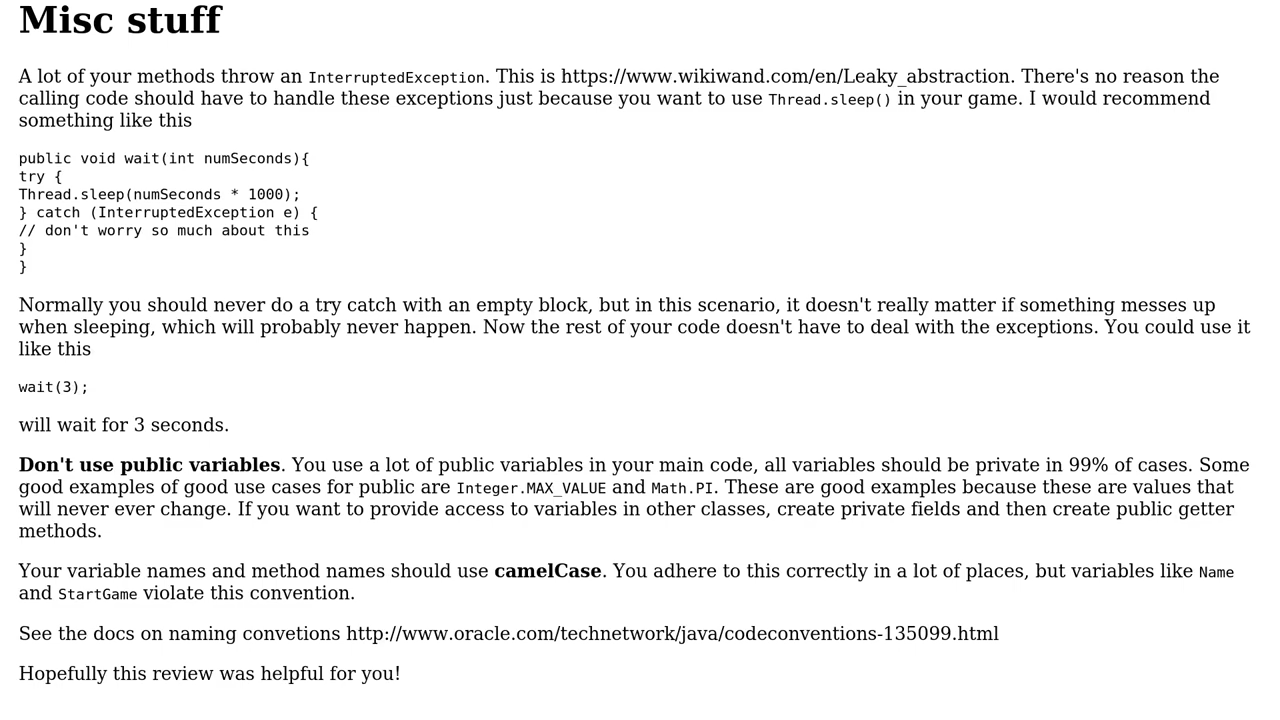 Misc stuff
A lot of your methods throw an InterruptedException. This is https://www.wikiwand.com/en/Leaky_abstraction. There's no reason the
calling code should have to handle these exceptions just because you want to use Thread.sleep() in your game. I would recommend
something like this
public void wait(int numSeconds){
try {
Thread.sleep(numSeconds * 1000);
} catch (InterruptedException e) {
// don't worry so much about this
}
}
Normally you should never do a try catch with an empty block, but in this scenario, it doesn't really matter if something messes up
when sleeping, which will probably never happen. Now the rest of your code doesn't have to deal with the exceptions. You could use it
like this
wait(3);
will wait for 3 seconds.
Don't use public variables. You use a lot of public variables in your main code, all variables should be private in 99% of cases. Some
good examples of good use cases for public are Integer.MAX_VALUE and Math.PI. These are good examples because these are values that
will never ever change. If you want to provide access to variables in other classes, create private fields and then create public getter
methods.
Your variable names and method names should use camelCase. You adhere to this correctly in a lot of places, but variables like Name
and StartGame violate this convention.
See the docs on naming convetions http://www.oracle.com/technetwork/java/codeconventions-135099.html
Hopefully this review was helpful for you!